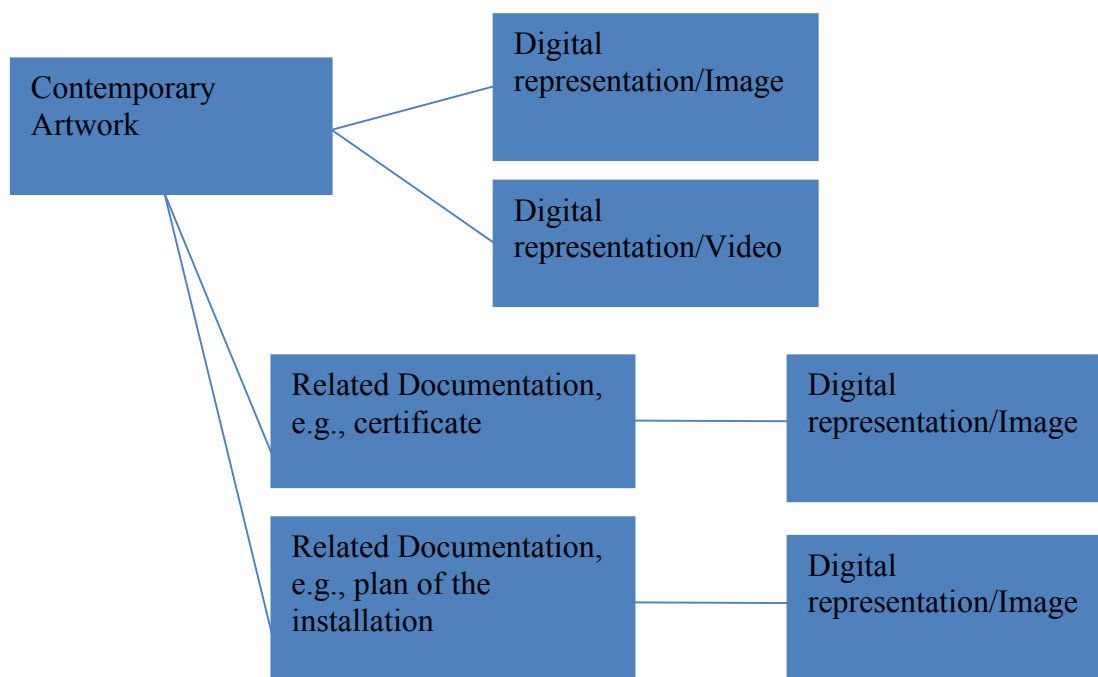 Contemporary
Artwork
Digital
representation/Image
Digital
representation/Video
Related Documentation,
e.g., certificate
Digital
representation/Image
Related Documentation,
e.g., plan of the
installation
Digital
representation/Image